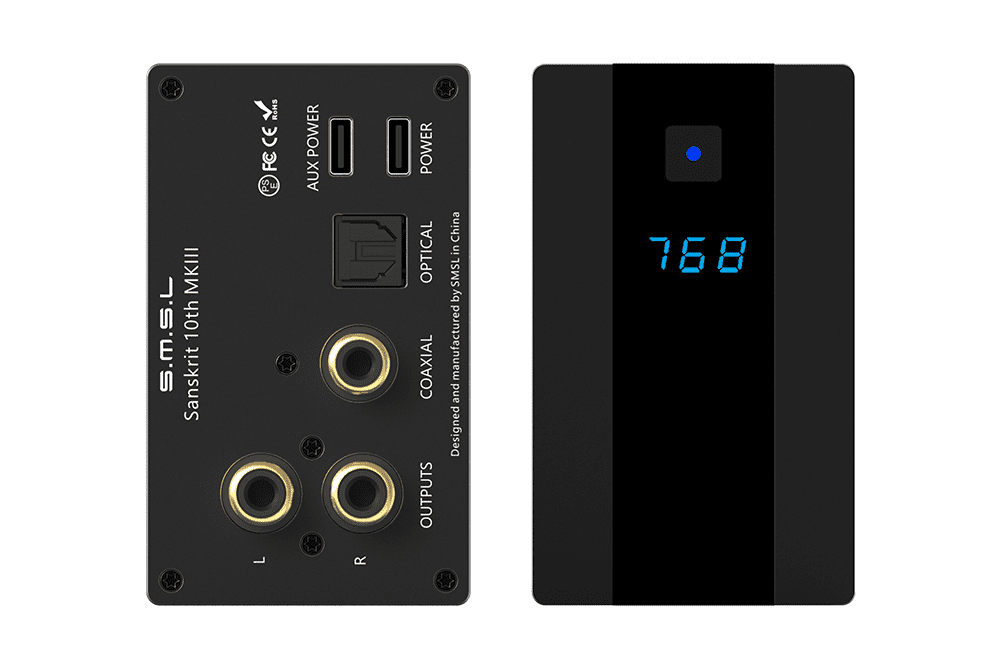 S.M.S.L
Sanskrit 10th MKIII
PSE FC CE RoHS
AUX POWER
POWER
OPTICAL
COAXIAL
OUTPUTS
L
R
Designed and manufactured by SMSL in China
768